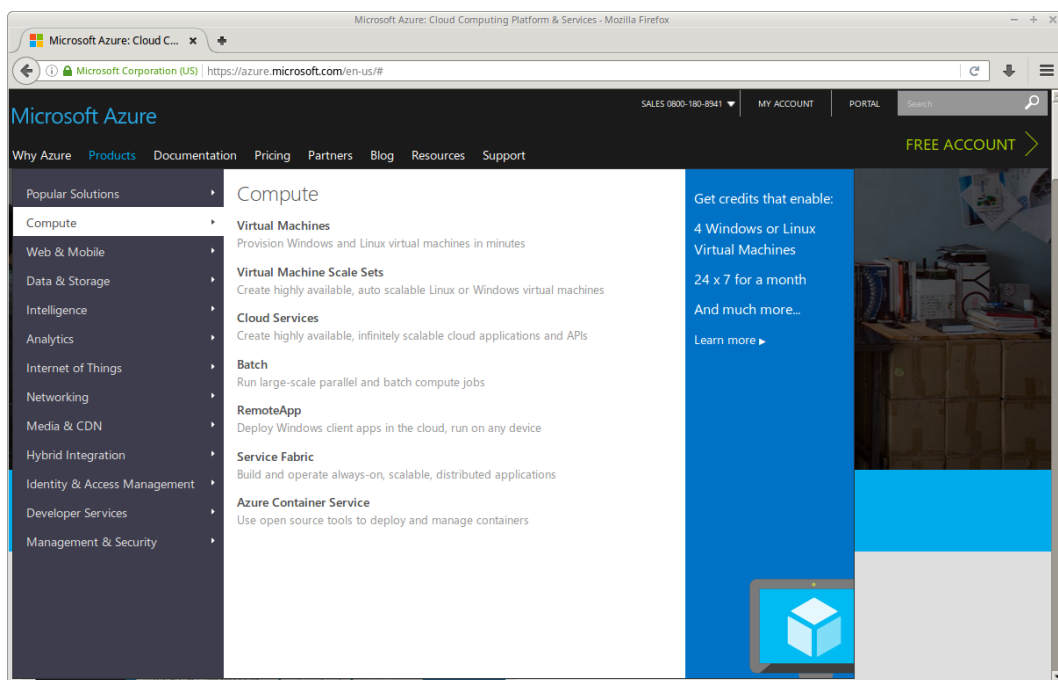 Microsoft Azure: Cloud Computing Platform & Services - Mozilla Firefox
Microsoft Azure: Cloud C...
Microsoft Corporation (US)
https://azure.microsoft.com/en-us/#
Microsoft Azure
SALES 0800-180-8941
MY ACCOUNT
PORTAL
Search
FREE ACCOUNT
Why Azure Products Documentation Pricing Partners Blog Resources Support
Popular Solutions
Compute
Web & Mobile
Data & Storage
Intelligence
Analytics
Internet of Things
Networking
Media & CDN
Hybrid Integration
Identity & Access Management
Developer Services
Management & Security
Compute
Virtual Machines
Provision Windows and Linux virtual machines in minutes
Virtual Machine Scale Sets
Create highly available, auto scalable Linux or Windows virtual machines
Cloud Services
Create highly available, infinitely scalable cloud applications and APIs
Batch
Run large-scale parallel and batch compute jobs
RemoteApp
Deploy Windows client apps in the cloud, run on any device
Service Fabric
Build and operate always-on, scalable, distributed applications
Azure Container Service
Use open source tools to deploy and manage containers
Get credits that enable:
4 Windows or Linux
Virtual Machines
24 x 7 for a month
And much more...
Learn more